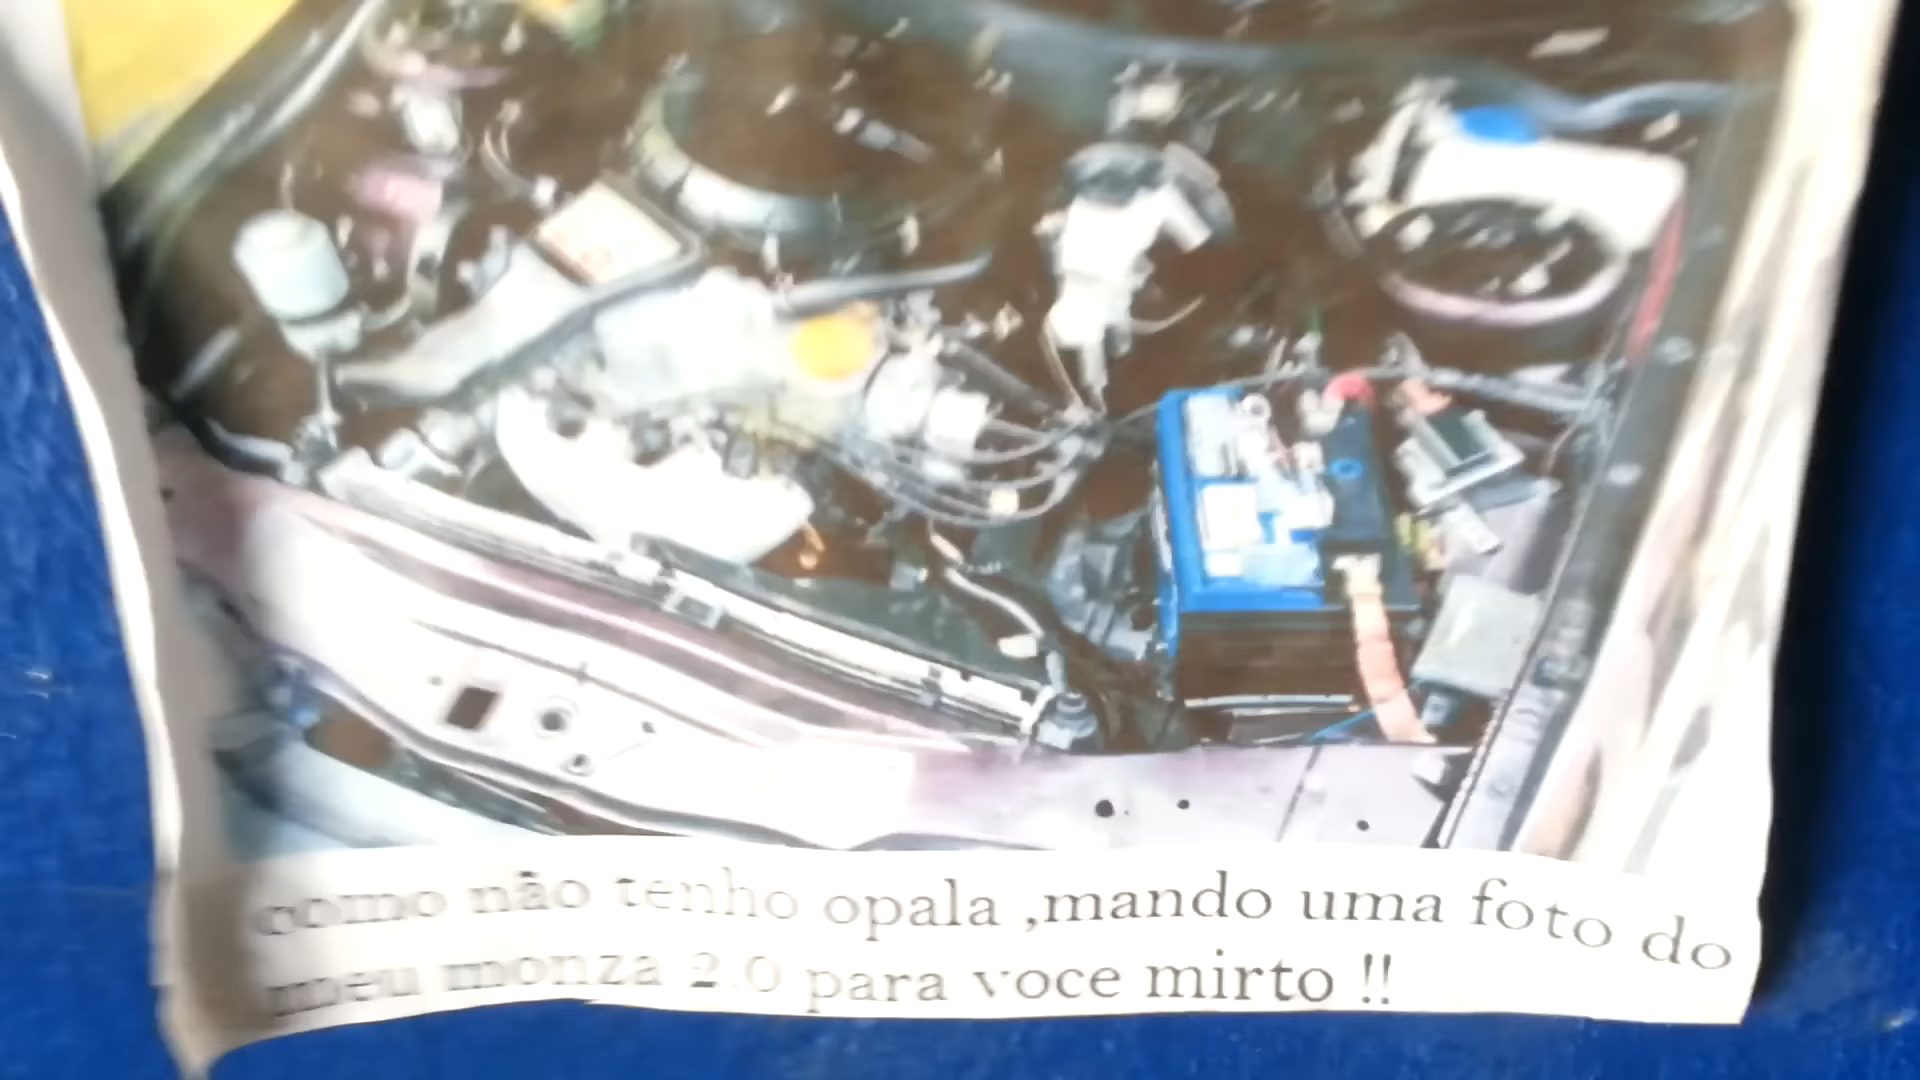 como não tenho opala ,mando uma foto do
meu monza 2.0 para voce mirto !!